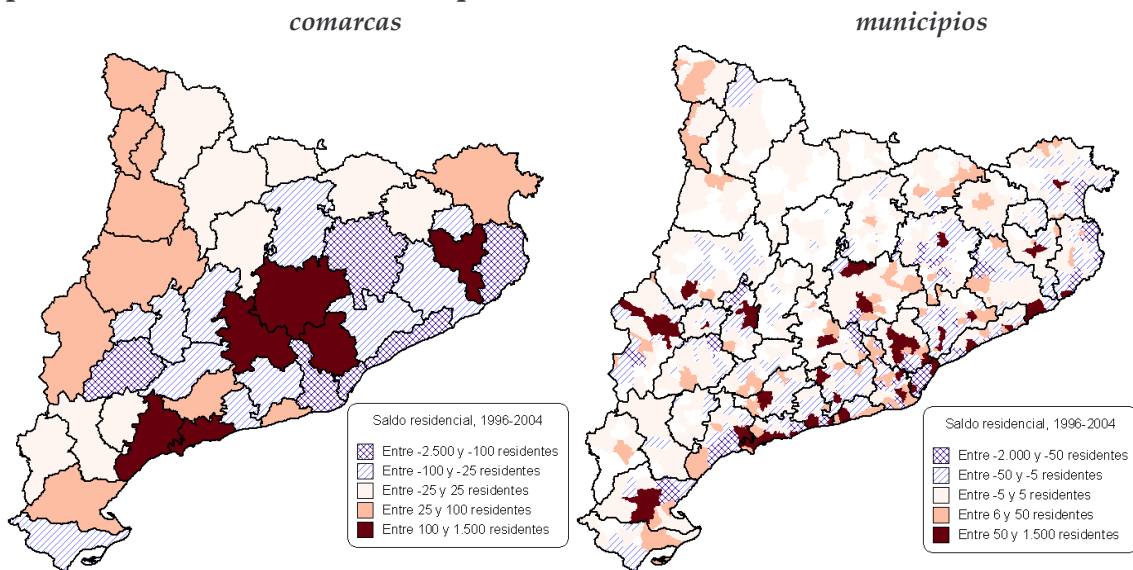 comarcas
municipios
Saldo residencial, 1996-2004
Entre -2.500 y -100 residentes
Entre -100 y -25 residentes
Entre -25 y 25 residentes
Entre 25 y 100 residentes
Entre 100 y 1.500 residentes
Saldo residencial, 1996-2004
Entre -2.000 y -50 residentes
Entre -50 y -5 residentes
Entre -5 y 5 residentes
Entre 6 y 50 residentes
Entre 50 y 1.500 residentes